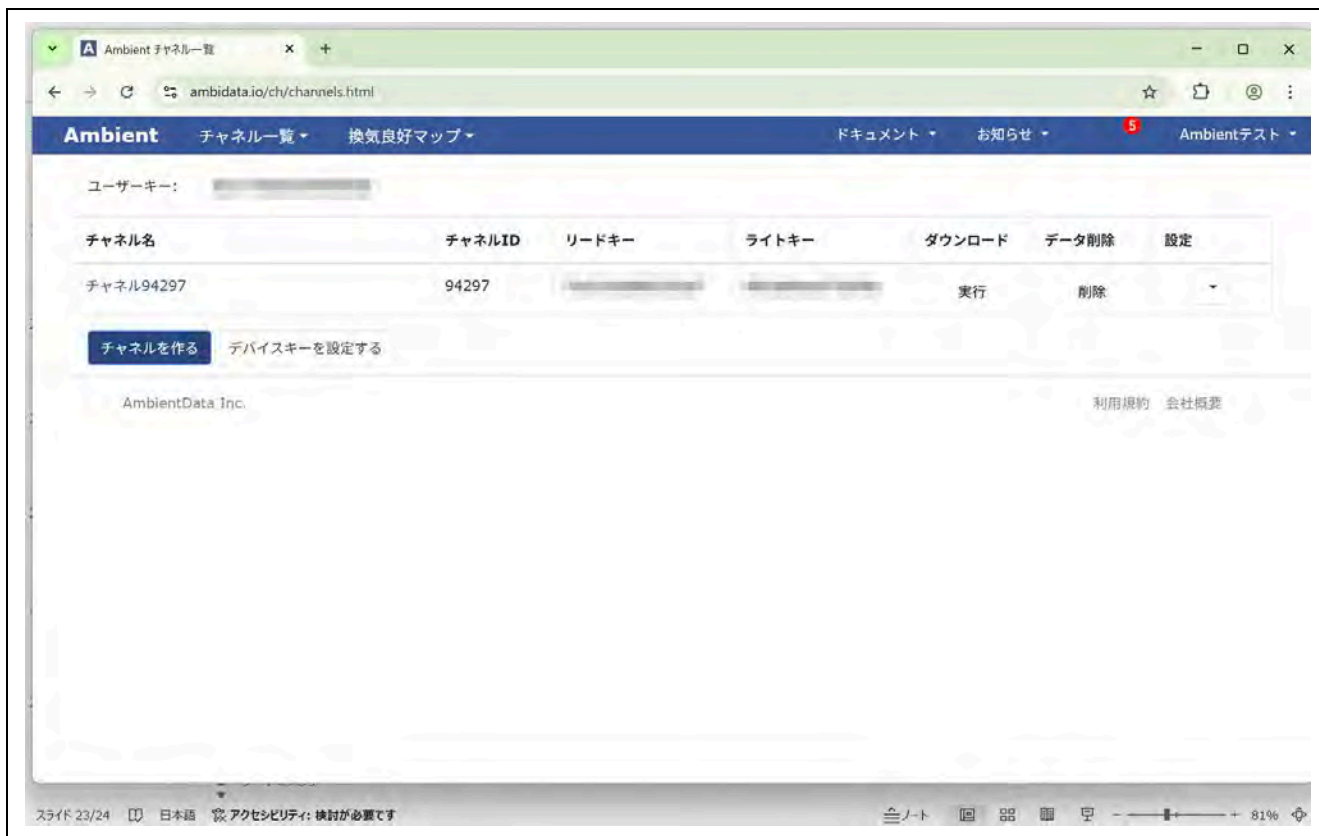 Ambient チャネル一覧
ambidata.io/ch/channels.html
Ambient チャネル一覧 換気良好マップ ドキュメント お知らせ 5 Ambientテスト
ユーザーキー:
チャネル名 チャネルID リードキー ライトキー ダウンロード データ削除 設定
チャネル94297 94297 実行 削除
チャネルを作る デバイスキーを設定する
AmbientData Inc. 利用規約 会社概要
スライド 23/24 日本語 アクセシビリティ: 検討が必要です ノート 81%